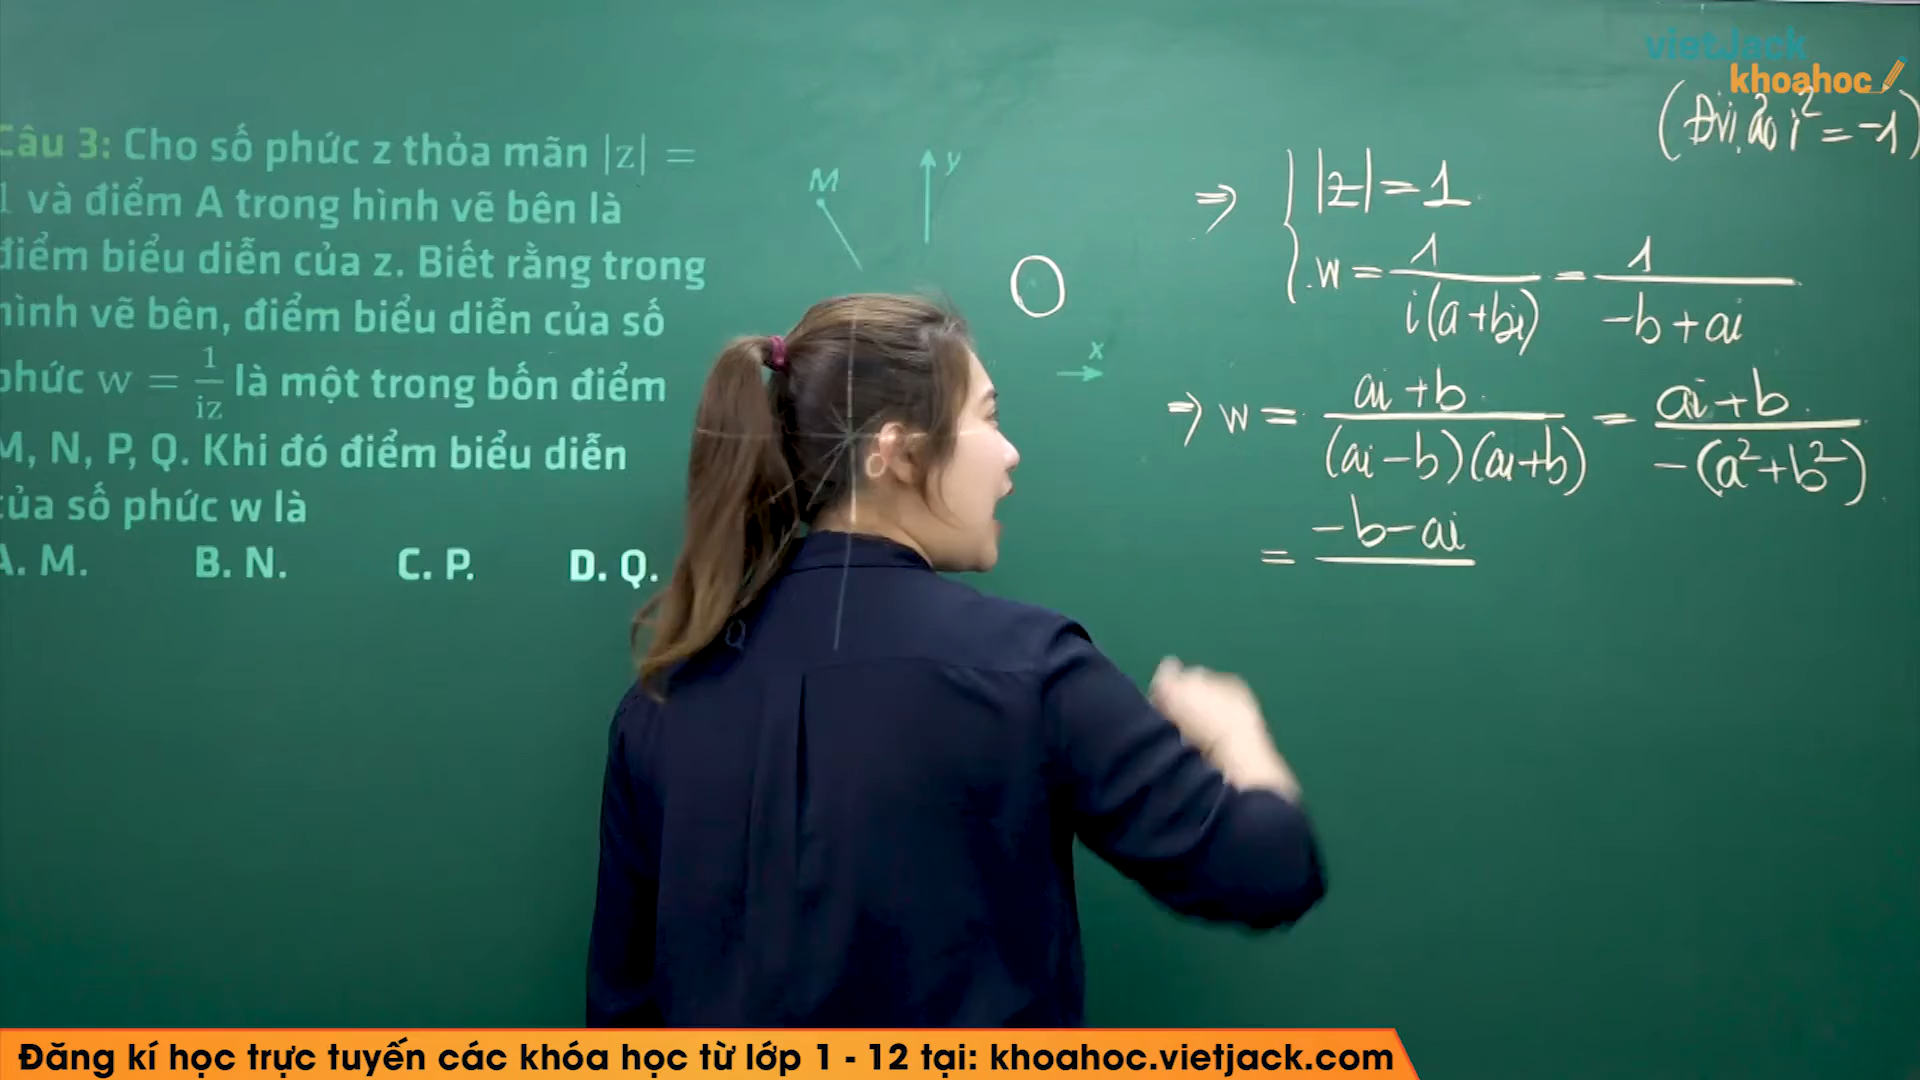 vietJack
khoahoc
(Đvị ảo i² = -1)
Câu 3: Cho số phức z thỏa mãn |z| =
1 và điểm A trong hình vẽ bên là
điểm biểu diễn của z. Biết rằng trong
hình vẽ bên, điểm biểu diễn của số
phức w = 1/iz là một trong bốn điểm
M, N, P, Q. Khi đó điểm biểu diễn
của số phức w là
A. M. B. N. C. P. D. Q.
M
y
O
x
Q
⇒ { |z| = 1
w = 1/i(a+bi) = 1/-b+ai
⇒ w = ai+b/(ai-b)(ai+b) = ai+b/-(a²+b²)
= -b-ai
Đăng kí học trực tuyến các khóa học từ lớp 1 - 12 tại: khoahoc.vietjack.com